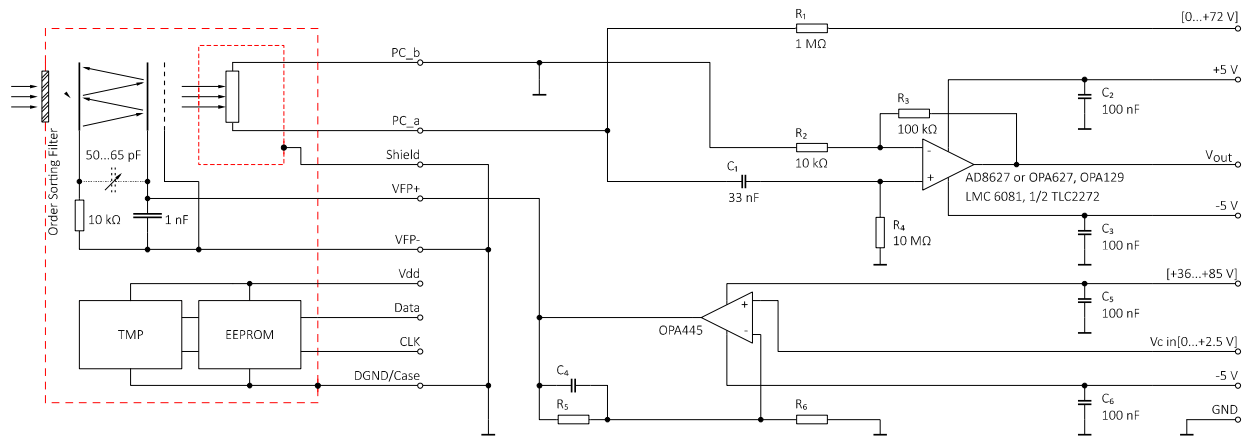 R₁
1 MΩ
[0...+72 V]
PC_b
PC_a
Shield
VFP+
VFP-
Vdd
Data
CLK
DGND/Case
Order Sorting Filter
50...65 pF
10 kΩ
1 nF
TMP
EEPROM
+5 V
C₂
100 nF
R₃
100 kΩ
R₂
10 kΩ
-
+
C₁
33 nF
Vout
AD8627 or OPA627, OPA129
LMC 6081, 1/2 TLC2272
R₄
10 MΩ
-5 V
C₃
100 nF
[+36...+85 V]
C₅
100 nF
+
-
OPA445
Vc in[0...+2.5 V]
C₄
R₅
R₆
-5 V
C₆
100 nF
GND